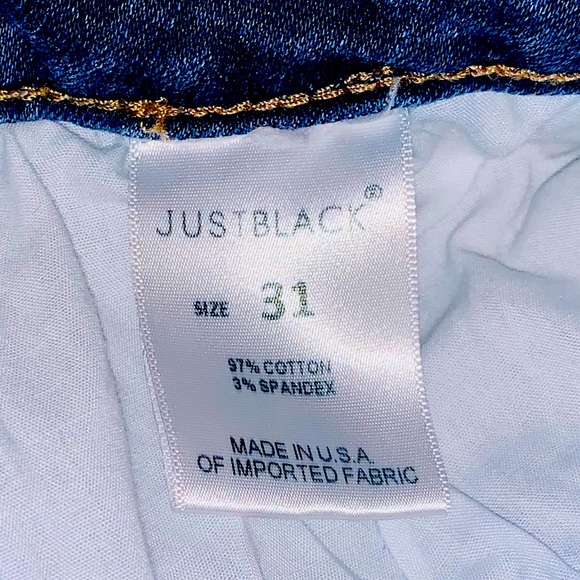 JUSTBLACK®
SIZE 31
97% COTTON
3% SPANDEX
MADE IN U.S.A.
OF IMPORTED FABRIC